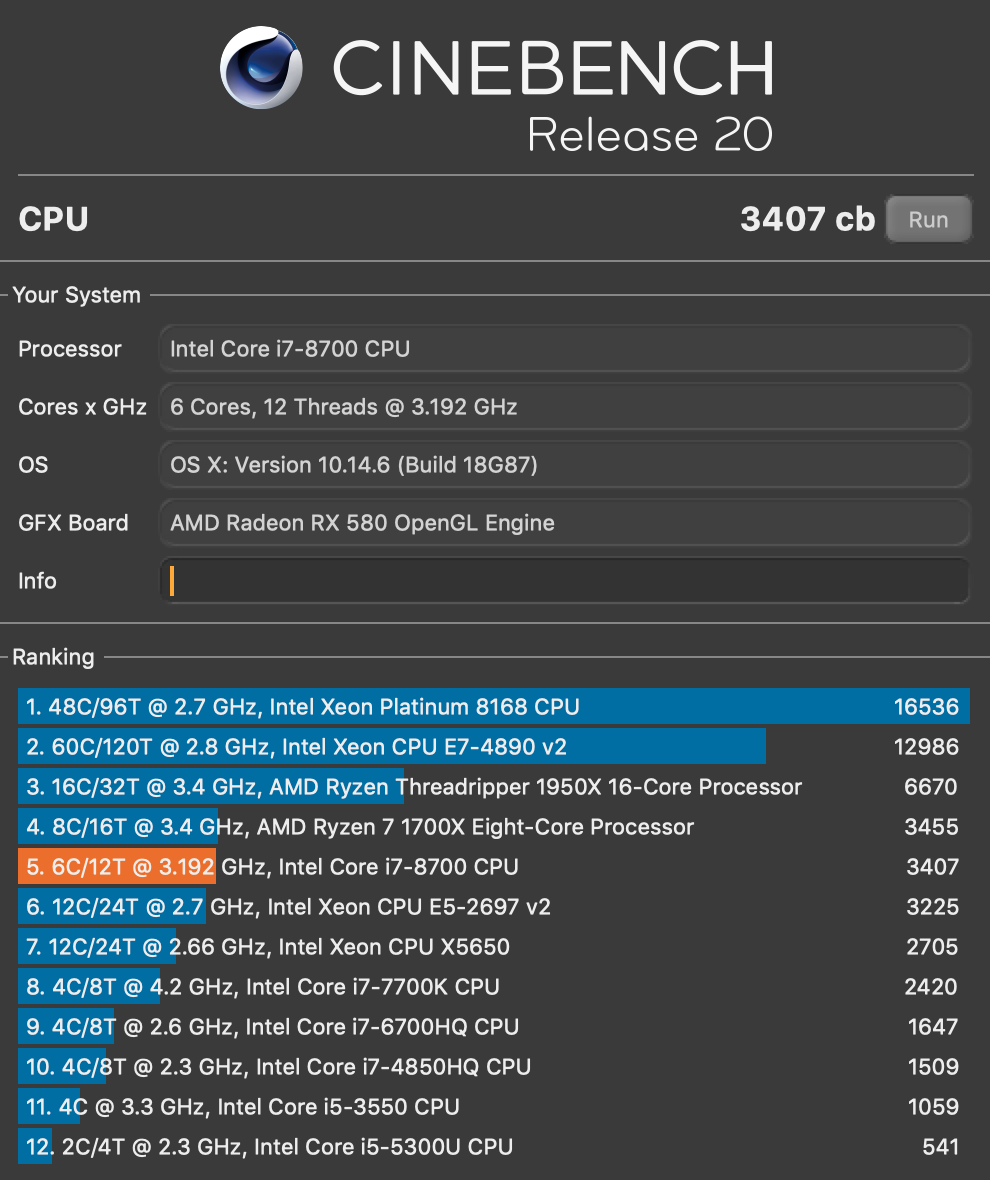 CINEBENCH
Release 20
CPU 3407 cb Run
Your System
Processor Intel Core i7-8700 CPU
Cores x GHz 6 Cores, 12 Threads @ 3.192 GHz
OS OS X: Version 10.14.6 (Build 18G87)
GFX Board AMD Radeon RX 580 OpenGL Engine
Info
Ranking
1. 48C/96T @ 2.7 GHz, Intel Xeon Platinum 8168 CPU 16536
2. 60C/120T @ 2.8 GHz, Intel Xeon CPU E7-4890 v2 12986
3. 16C/32T @ 3.4 GHz, AMD Ryzen Threadripper 1950X 16-Core Processor 6670
4. 8C/16T @ 3.4 GHz, AMD Ryzen 7 1700X Eight-Core Processor 3455
5. 6C/12T @ 3.192 GHz, Intel Core i7-8700 CPU 3407
6. 12C/24T @ 2.7 GHz, Intel Xeon CPU E5-2697 v2 3225
7. 12C/24T @ 2.66 GHz, Intel Xeon CPU X5650 2705
8. 4C/8T @ 4.2 GHz, Intel Core i7-7700K CPU 2420
9. 4C/8T @ 2.6 GHz, Intel Core i7-6700HQ CPU 1647
10. 4C/8T @ 2.3 GHz, Intel Core i7-4850HQ CPU 1509
11. 4C @ 3.3 GHz, Intel Core i5-3550 CPU 1059
12. 2C/4T @ 2.3 GHz, Intel Core i5-5300U CPU 541